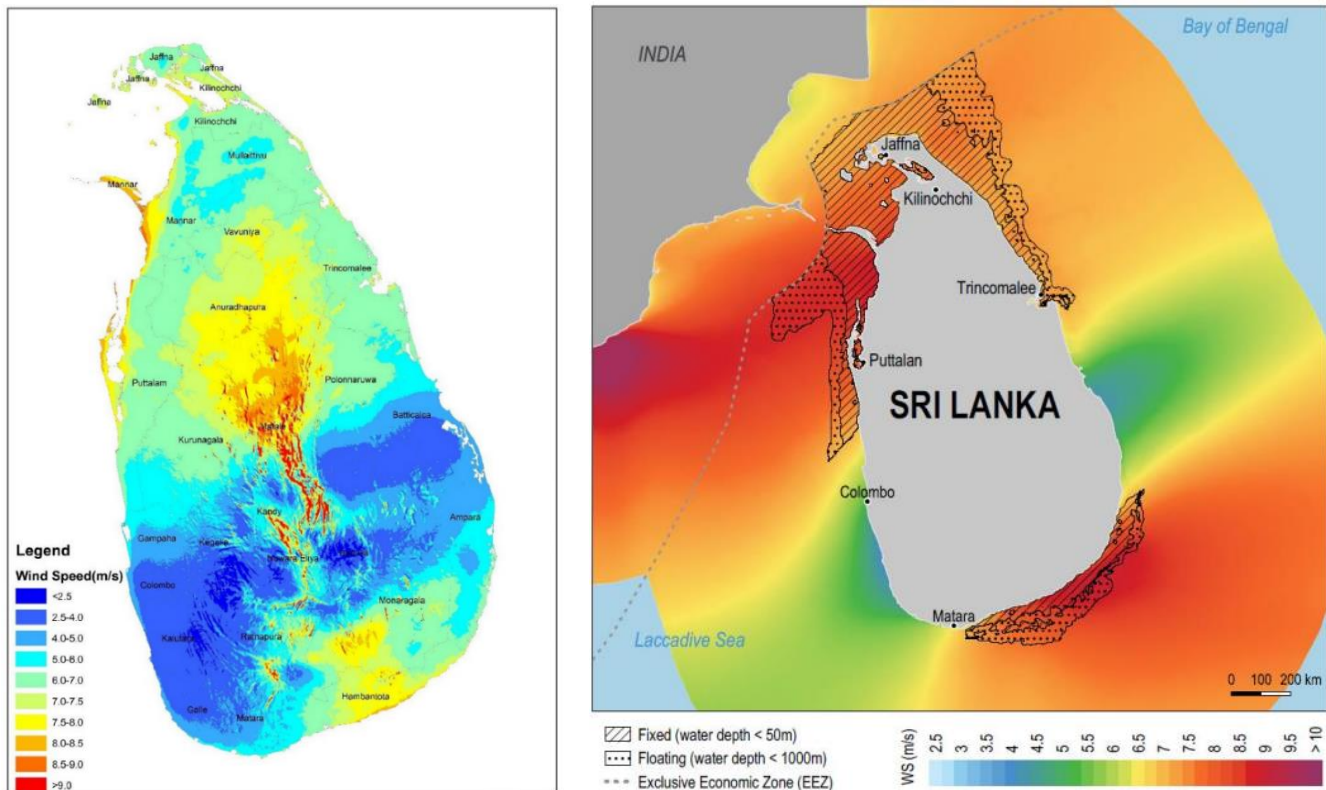 Jaffna
Jaffna
Jaffna
Kilinochchi
Jaffna
Kilinochchi
Mullaittivu
Mannar
Mannar
Vavuniya
Trincomalee
Anuradhapura
Puttalam
Polonnaruwa
Batticaloa
Kurunagala
Kandy
Ampara
Gampaha
Kegalle
Nuwara Eliya
Colombo
Monaragala
Kalutara
Ratnapura
Hambantota
Galle
Matara
Legend
Wind Speed(m/s)
<2.5
2.5-4.0
4.0-5.0
5.0-8.0
6.0-7.0
7.0-7.5
7.5-8.0
8.0-8.5
8.5-9.0
>9.0
INDIA
Bay of Bengal
Jaffna
Kilinochchi
Trincomalee
Puttalan
SRI LANKA
Colombo
Matara
Laccadive Sea
0 100 200 km
Fixed (water depth < 50m)
Floating (water depth < 1000m)
Exclusive Economic Zone (EEZ)
WS (m/s)
2.5 3 3.5 4 4.5 5 5.5 6 6.5 7 7.5 8 8.5 9 9.5 > 10